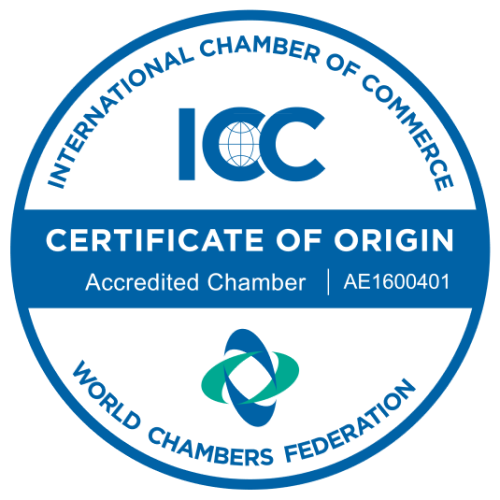 INTERNATIONAL CHAMBER OF COMMERCE
ICC
CERTIFICATE OF ORIGIN
Accredited Chamber | AE1600401
WORLD CHAMBERS FEDERATION